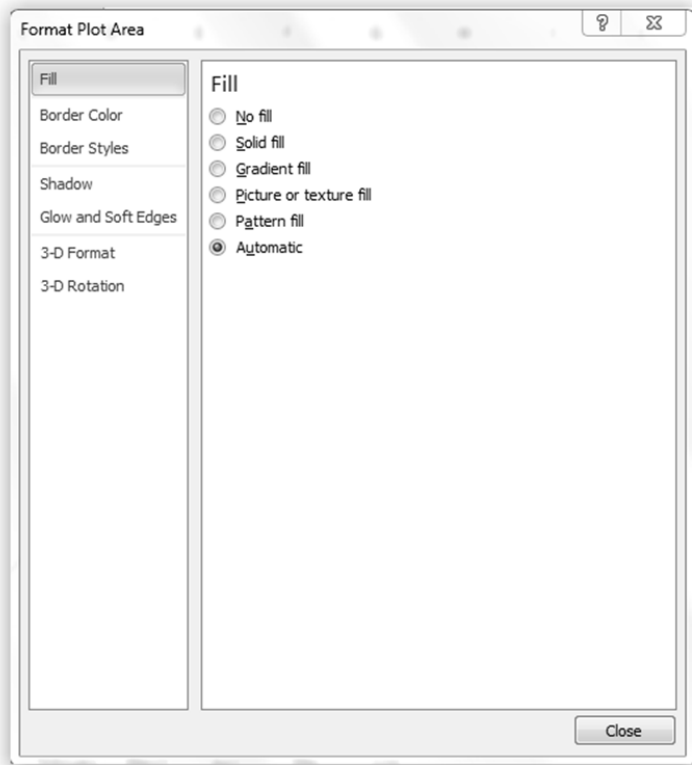 Format Plot Area
?
Fill
Border Color
Border Styles
Shadow
Glow and Soft Edges
3-D Format
3-D Rotation
Fill
No fill
Solid fill
Gradient fill
Picture or texture fill
Pattern fill
Automatic
Close